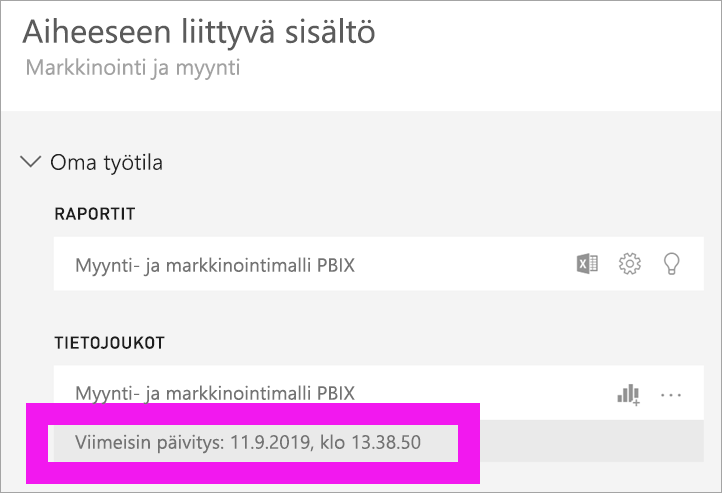 Aiheeseen liittyvä sisältö
Markkinointi ja myynti
Oma työtila
RAPORTIT
Myynti- ja markkinointimalli PBIX
TIETOJOUKOT
Myynti- ja markkinointimalli PBIX
Viimeisin päivitys: 11.9.2019, klo 13.38.50